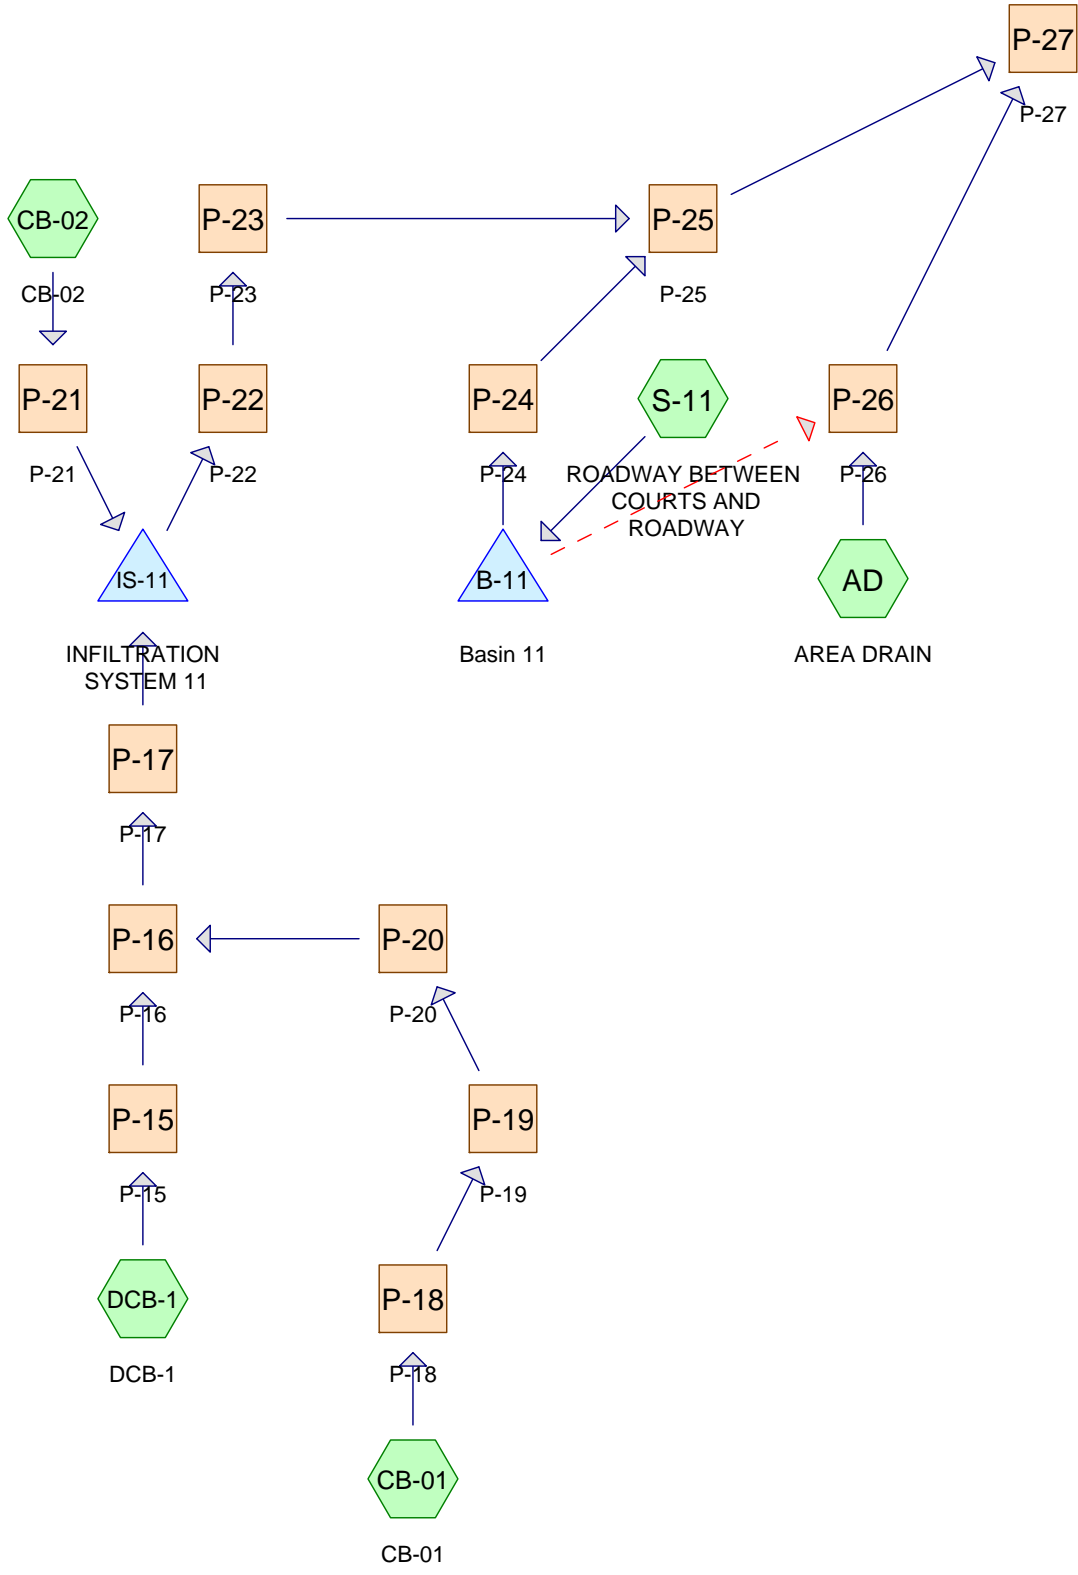 P-27
P-27
CB-02
P-23
P-25
CB-02
P-23
P-25
P-21
P-22
P-24
S-11
P-26
P-21
P-22
P-24
ROADWAY BETWEEN
COURTS AND
ROADWAY
P-26
IS-11
B-11
AD
INFILTRATION
SYSTEM 11
Basin 11
AREA DRAIN
P-17
P-17
P-16
P-20
P-16
P-20
P-15
P-19
P-15
P-19
DCB-1
P-18
DCB-1
P-18
CB-01
CB-01